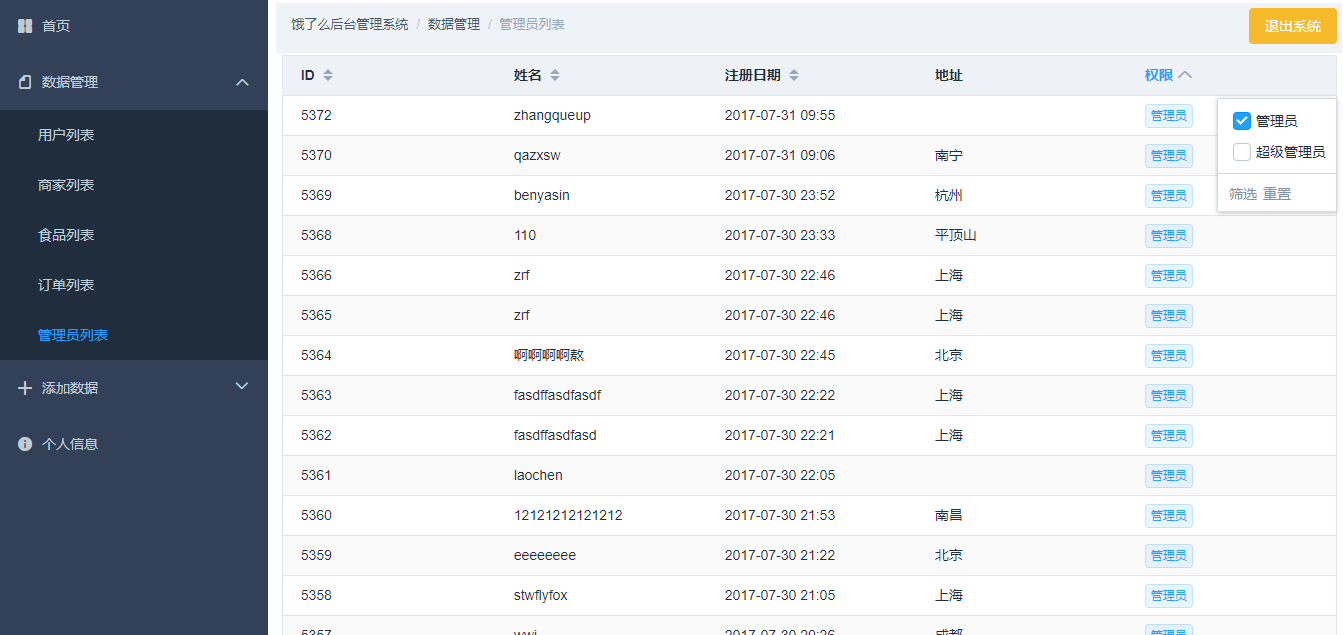 首页
数据管理
用户列表
商家列表
食品列表
订单列表
管理员列表
添加数据
个人信息
饿了么后台管理系统 / 数据管理 / 管理员列表
退出系统
ID 姓名 注册日期 地址 权限
5372 zhangqueup 2017-07-31 09:55 管理员
5370 qazxsw 2017-07-31 09:06 南宁 管理员
5369 benyasin 2017-07-30 23:52 杭州 管理员
5368 110 2017-07-30 23:33 平顶山 管理员
5366 zrf 2017-07-30 22:46 上海 管理员
5365 zrf 2017-07-30 22:46 上海 管理员
5364 啊啊啊啊熬 2017-07-30 22:45 北京 管理员
5363 fasdffasdfasdf 2017-07-30 22:22 上海 管理员
5362 fasdffasdfasd 2017-07-30 22:21 上海 管理员
5361 laochen 2017-07-30 22:05 管理员
5360 12121212121212 2017-07-30 21:53 南昌 管理员
5359 eeeeeeee 2017-07-30 21:22 北京 管理员
5358 stwflyfox 2017-07-30 21:05 上海 管理员
5357 2017-07-30 20:26 成都 管理员
管理员
超级管理员
筛选 重置